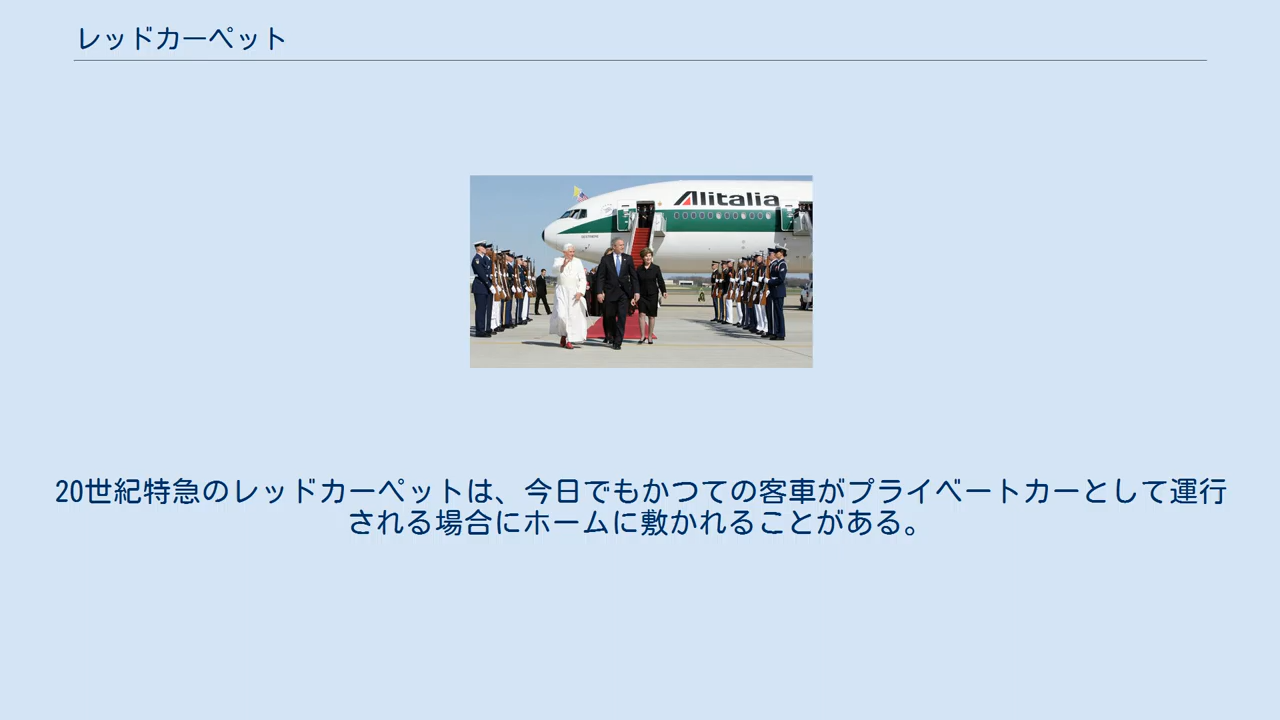 レッドカーペット
Alitalia
20世紀特急のレッドカーペットは、今日でもかつての客車がプライベートカーとして運行
される場合にホームに敷かれることがある。